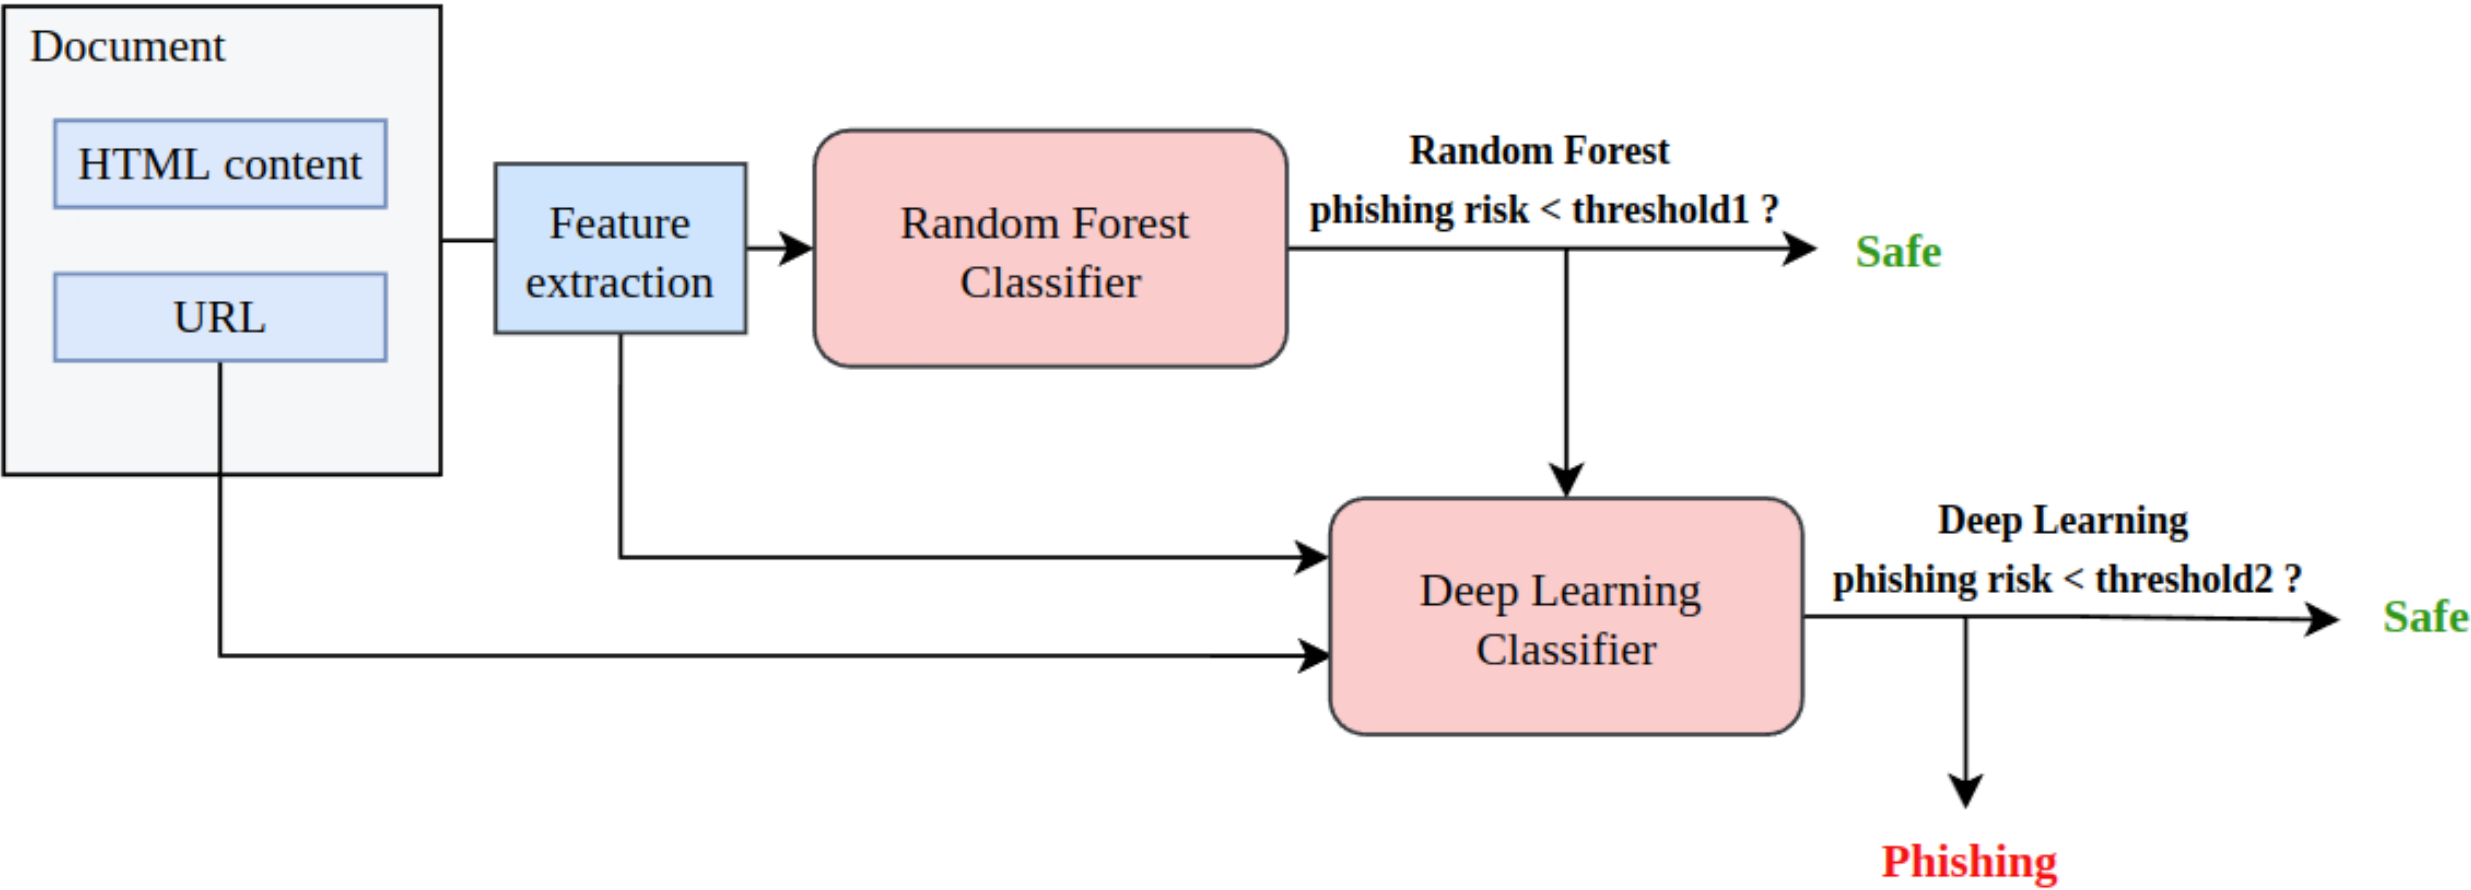 Document
HTML content
URL
Feature
extraction
Random Forest
Classifier
Random Forest
phishing risk < threshold1 ?
Safe
Deep Learning
Classifier
Deep Learning
phishing risk < threshold2 ?
Safe
Phishing